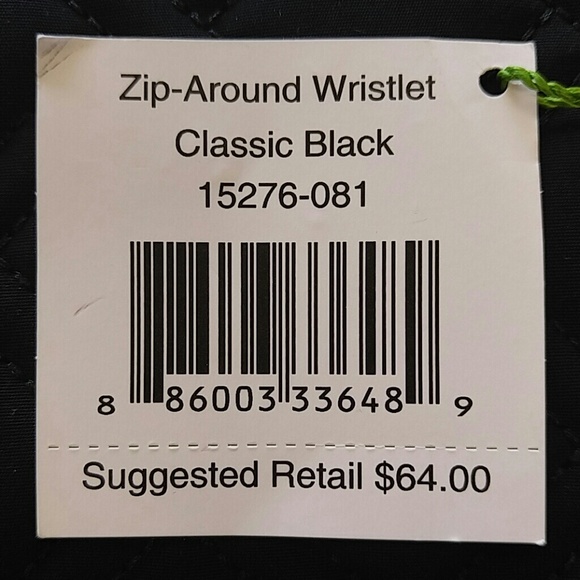 Zip-Around Wristlet
Classic Black
15276-081
8 86003 33648 9
Suggested Retail $64.00